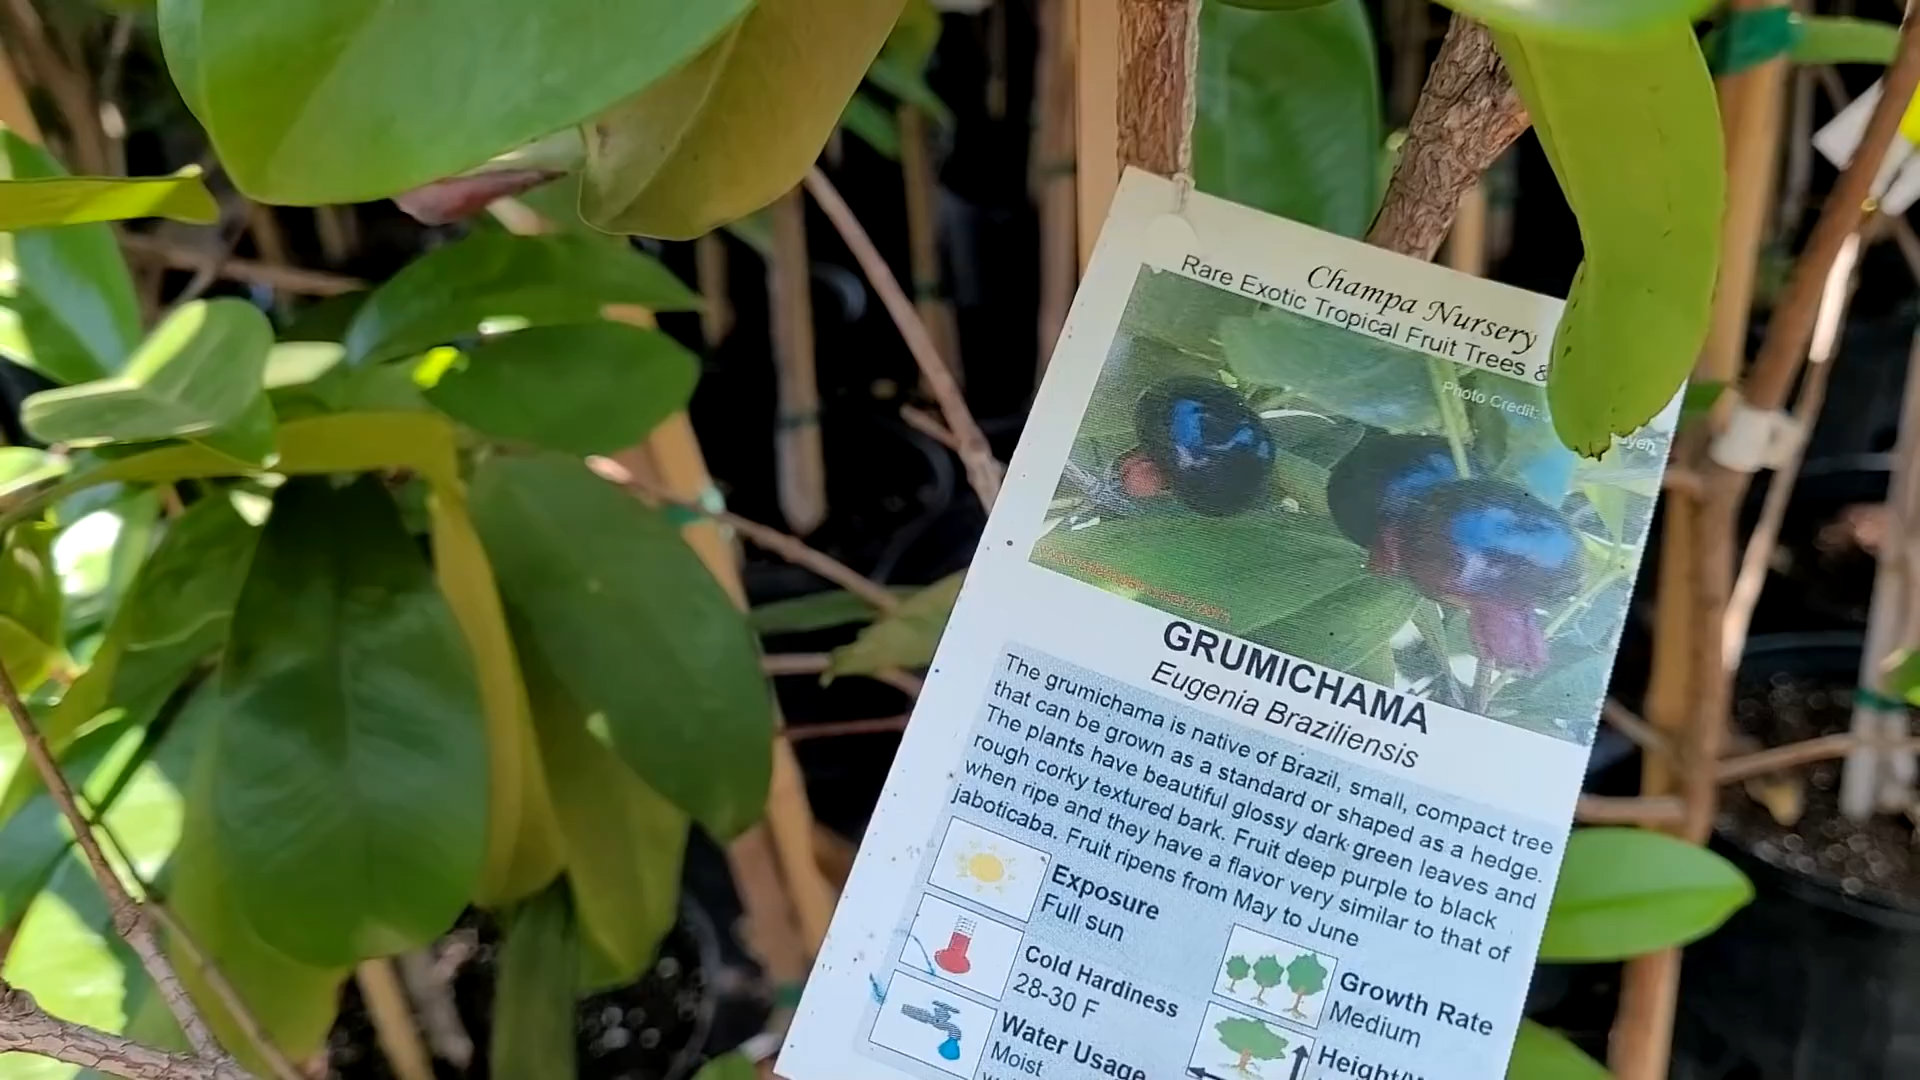 Champa Nursery
Rare Exotic Tropical Fruit Trees &
Photo Credit:
GRUMICHAMA
Eugenia Braziliensis
The grumichama is native of Brazil, small, compact tree
that can be grown as a standard or shaped as a hedge.
The plants have beautiful glossy dark green leaves and
rough corky textured bark. Fruit deep purple to black
when ripe and they have a flavor very similar to that of
jaboticaba. Fruit ripens from May to June
Exposure
Full sun
Cold Hardiness
28-30 F
Water Usage
Moist
Growth Rate
Medium